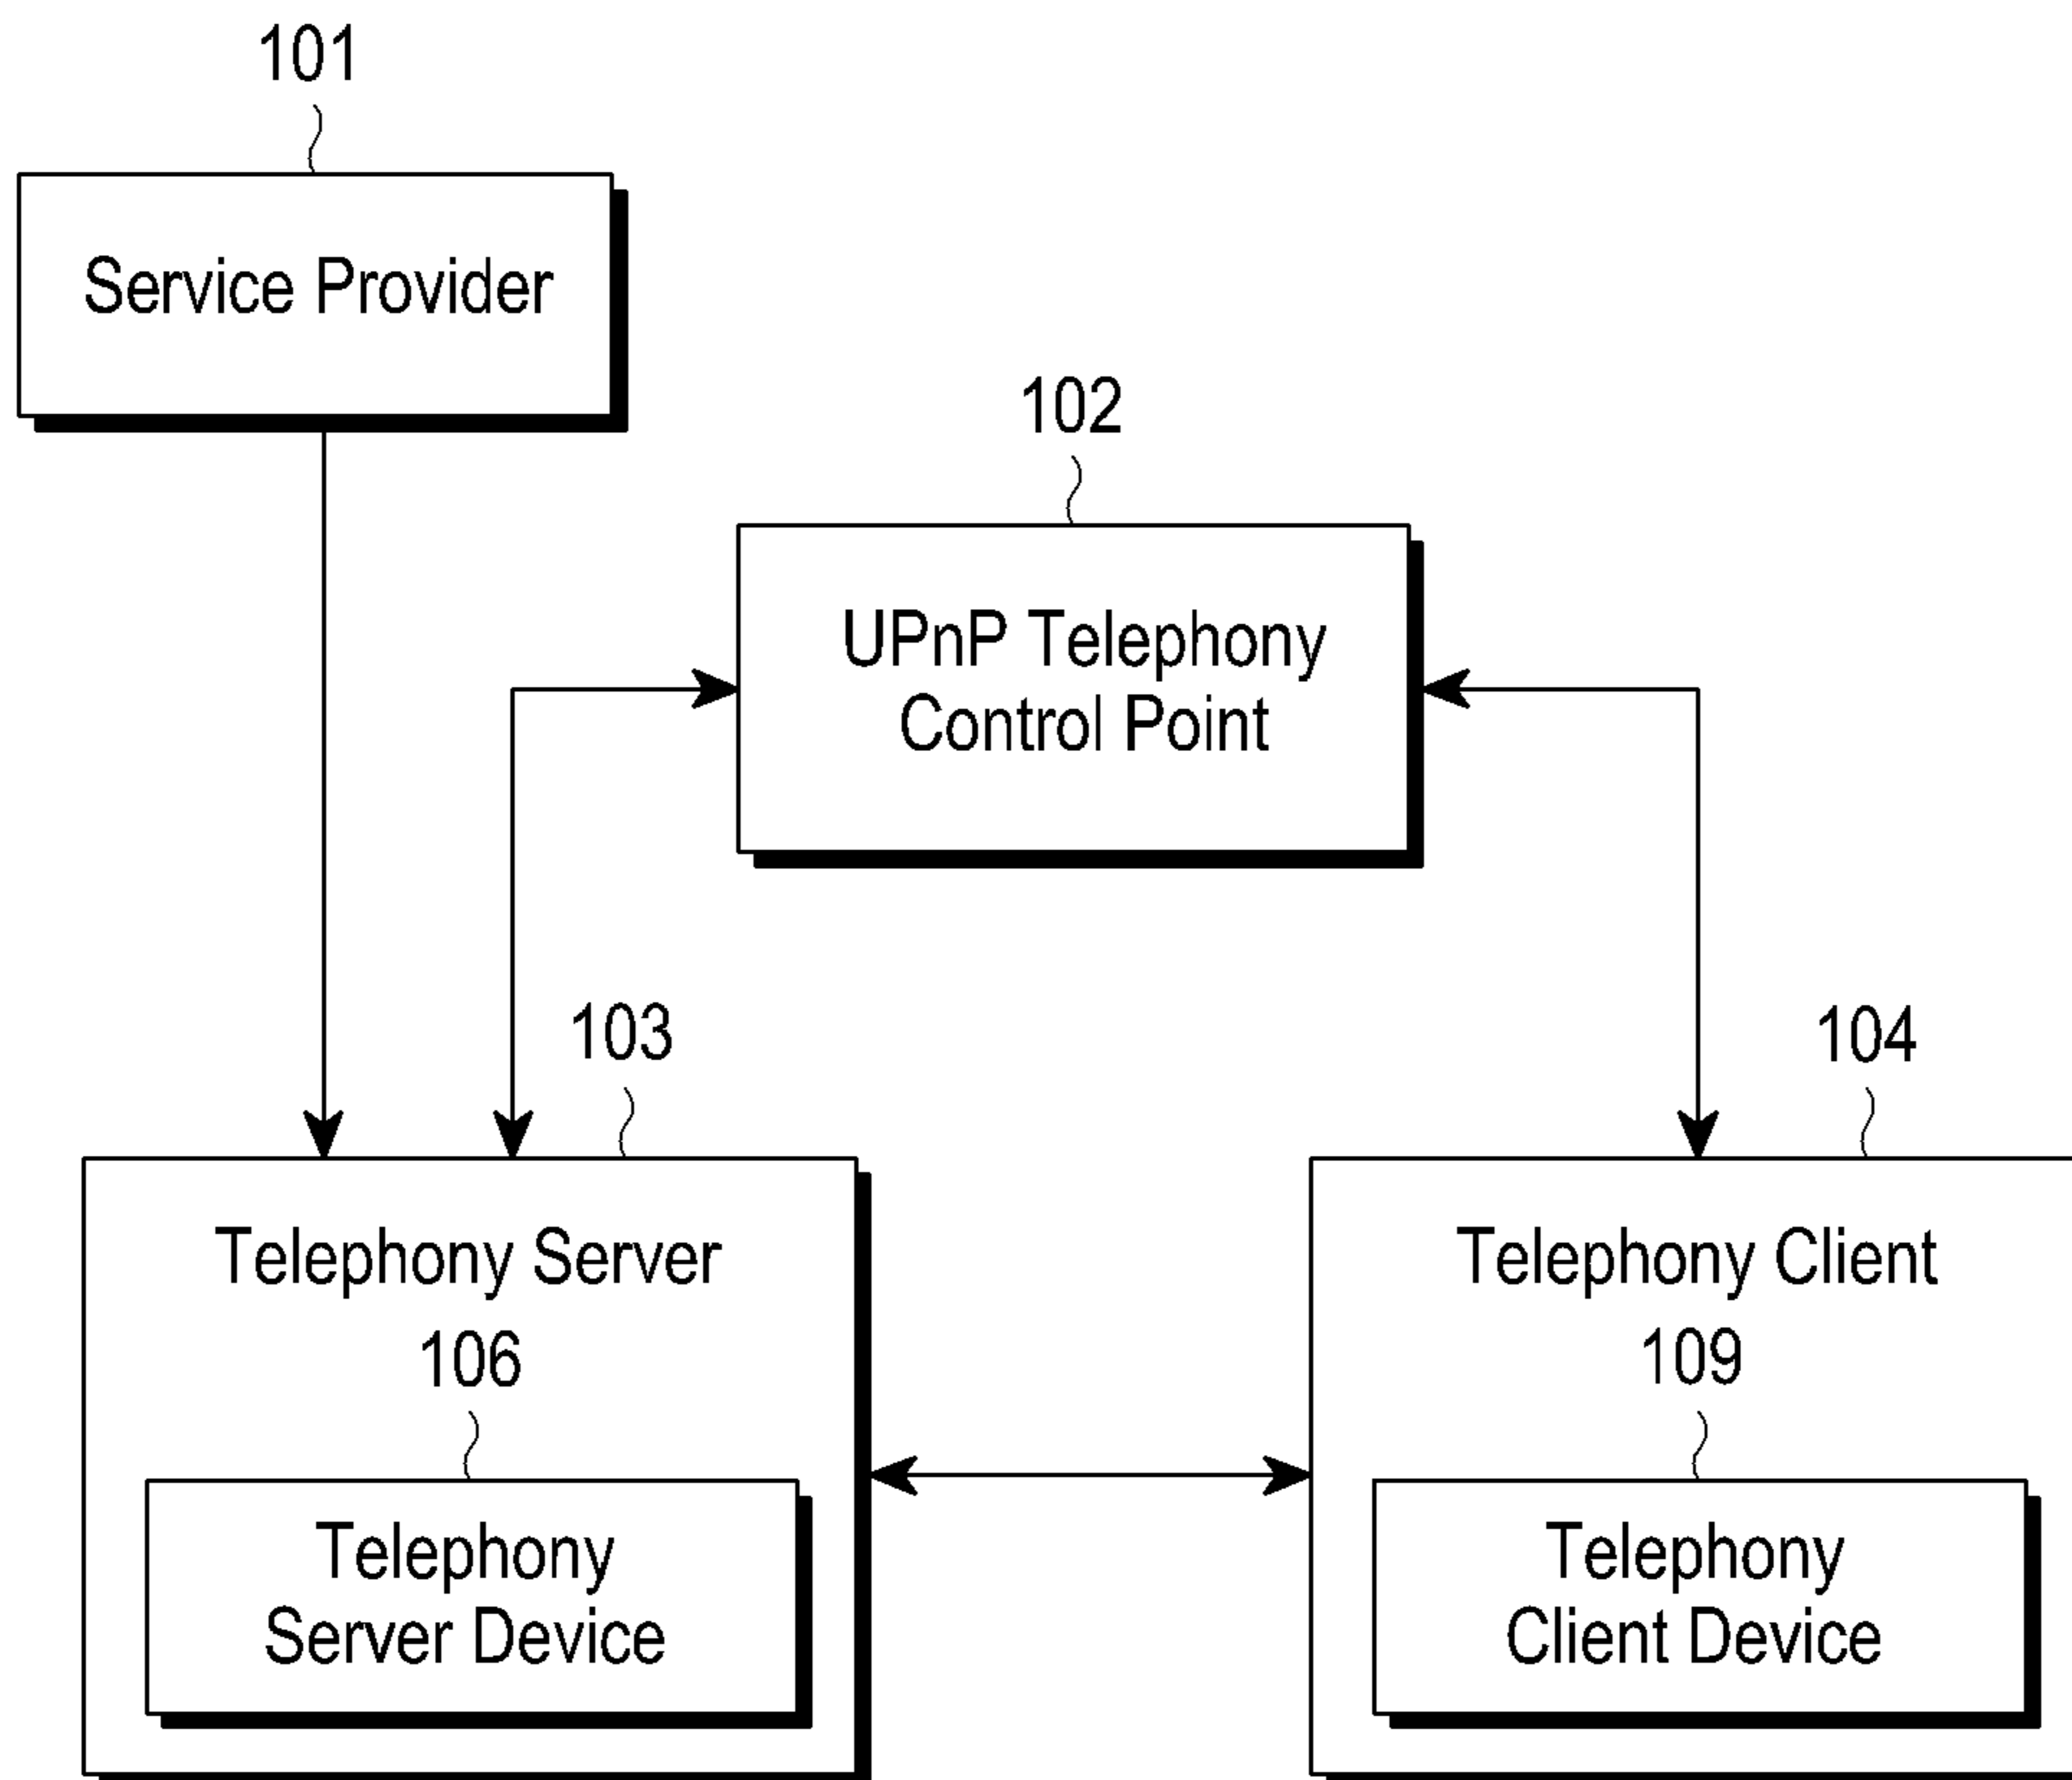 101
Service Provider
102
UPnP Telephony
Control Point
103
Telephony Server
106
Telephony
Server Device
104
Telephony Client
109
Telephony
Client Device